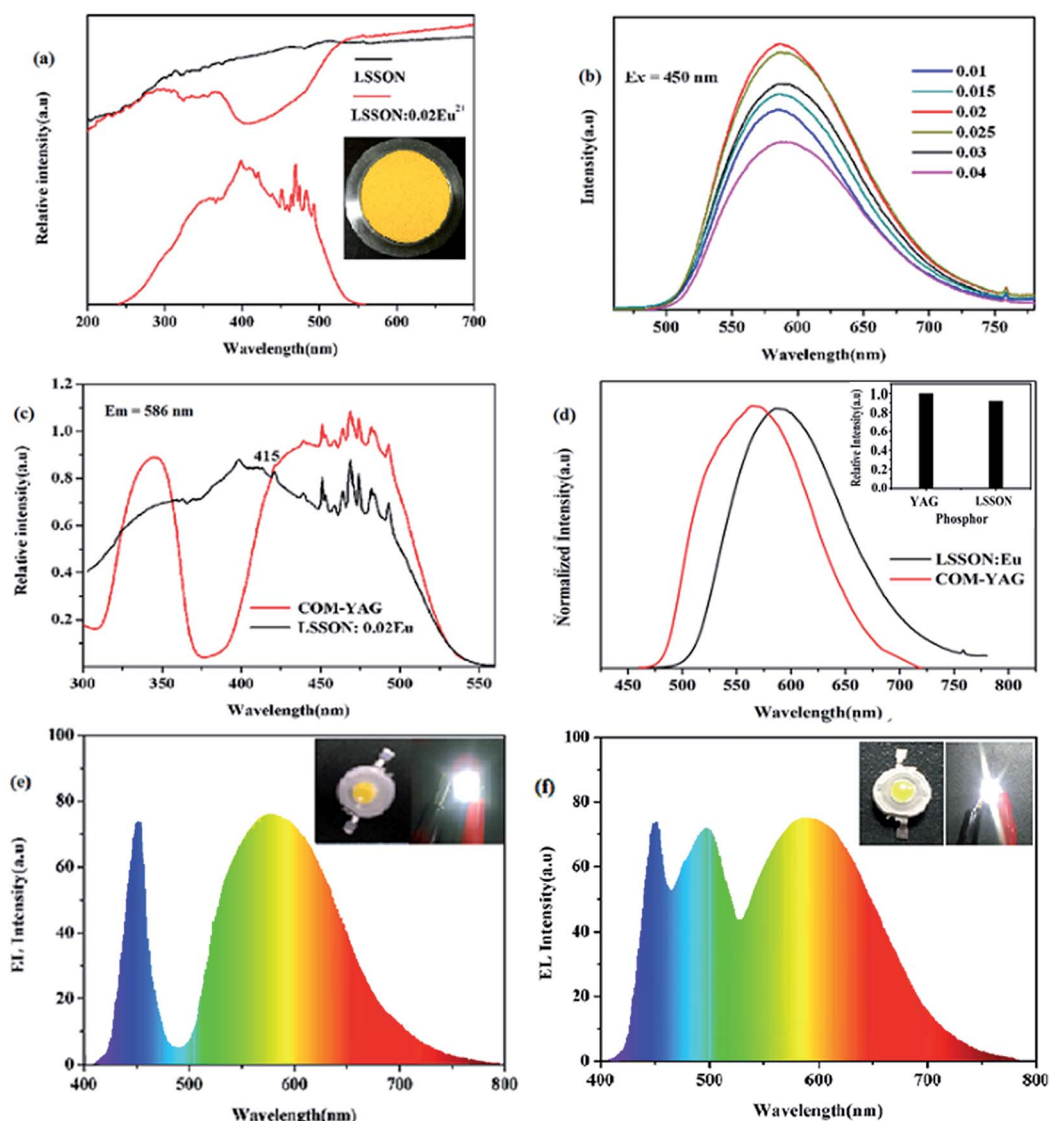 (a)
LSSON
LSSON:0.02Eu²⁺
Relative intensity(a.u)
200 300 400 500 600 700
Wavelength(nm)
(b)
Ex = 450 nm
0.01
0.015
0.02
0.025
0.03
0.04
Intensity(a.u)
500 550 600 650 700 750
Wavelength(nm)
(c)
Em = 586 nm
415
1.2
1.0
0.8
0.6
0.4
0.2
COM-YAG
LSSON: 0.02Eu
Relative intensity(a.u)
300 350 400 450 500 550
Wavelength(nm)
(d)
Normalized Intensity(a.u)
Relative Intensity(a.u)
1.0
0.8
0.6
0.4
0.2
0.0
YAG LSSON
Phosphor
LSSON:Eu
COM-YAG
425 450 500 550 600 650 700 750 800
Wavelength(nm)
(e)
EL Intensity(a.u)
100
80
60
40
20
0
400 500 600 700 800
Wavelength(nm)
(f)
EL Intensity(a.u)
100
80
60
40
20
0
400 500 600 700 800
Wavelength(nm)